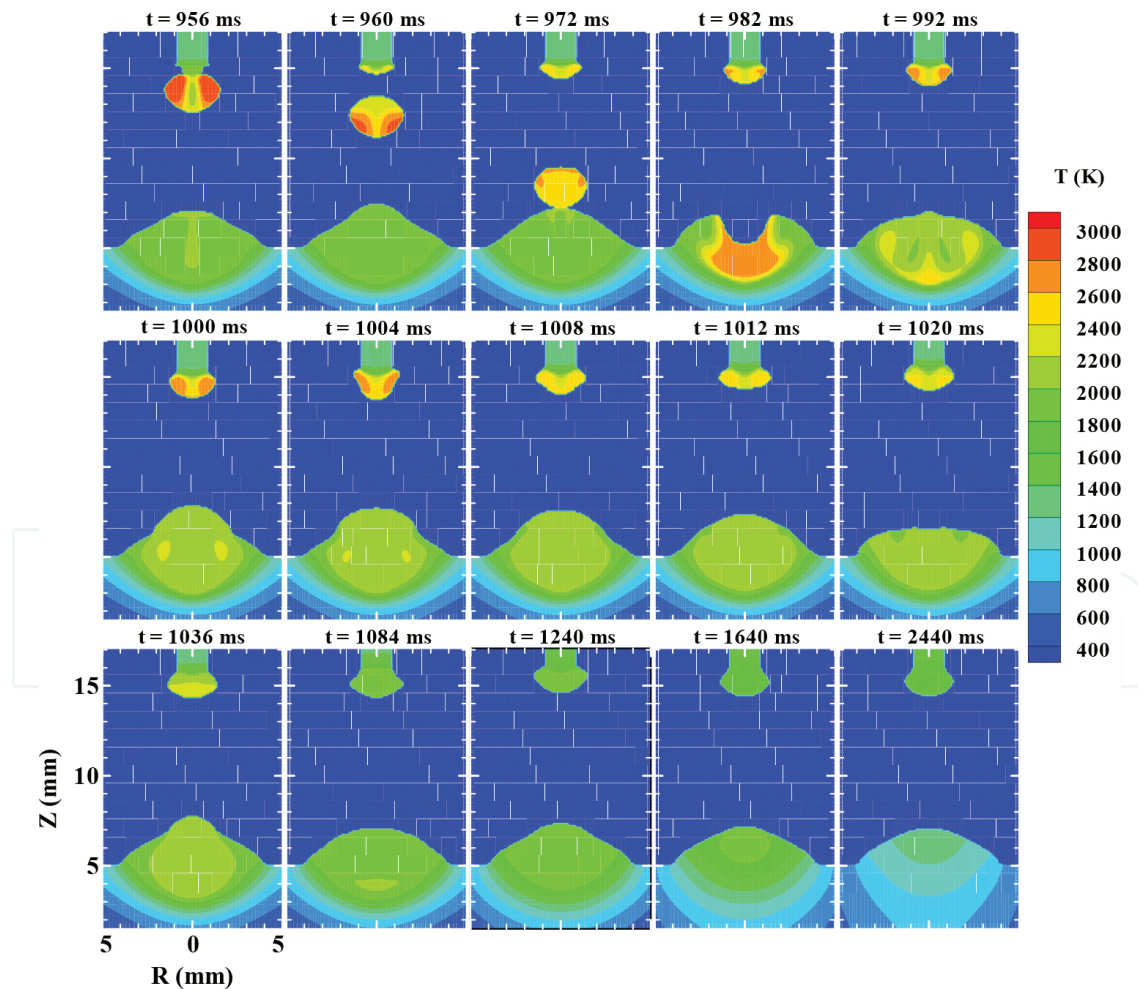 t = 956 ms
t = 960 ms
t = 972 ms
t = 982 ms
t = 992 ms
T (K)
3000
2800
2600
2400
2200
2000
1800
1600
1400
1200
1000
800
600
400
t = 1000 ms
t = 1004 ms
t = 1008 ms
t = 1012 ms
t = 1020 ms
t = 1036 ms
t = 1084 ms
t = 1240 ms
t = 1640 ms
t = 2440 ms
15
10
5
Z (mm)
5 0 5
R (mm)